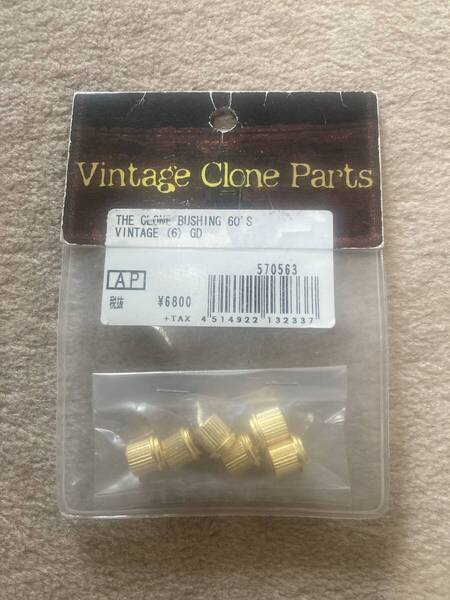 Vintage Clone Parts
THE CLONE BUSHING 60'S
VINTAGE (6) GD
570563
AP
税抜 ¥6800
+TAX 4 514922 132337